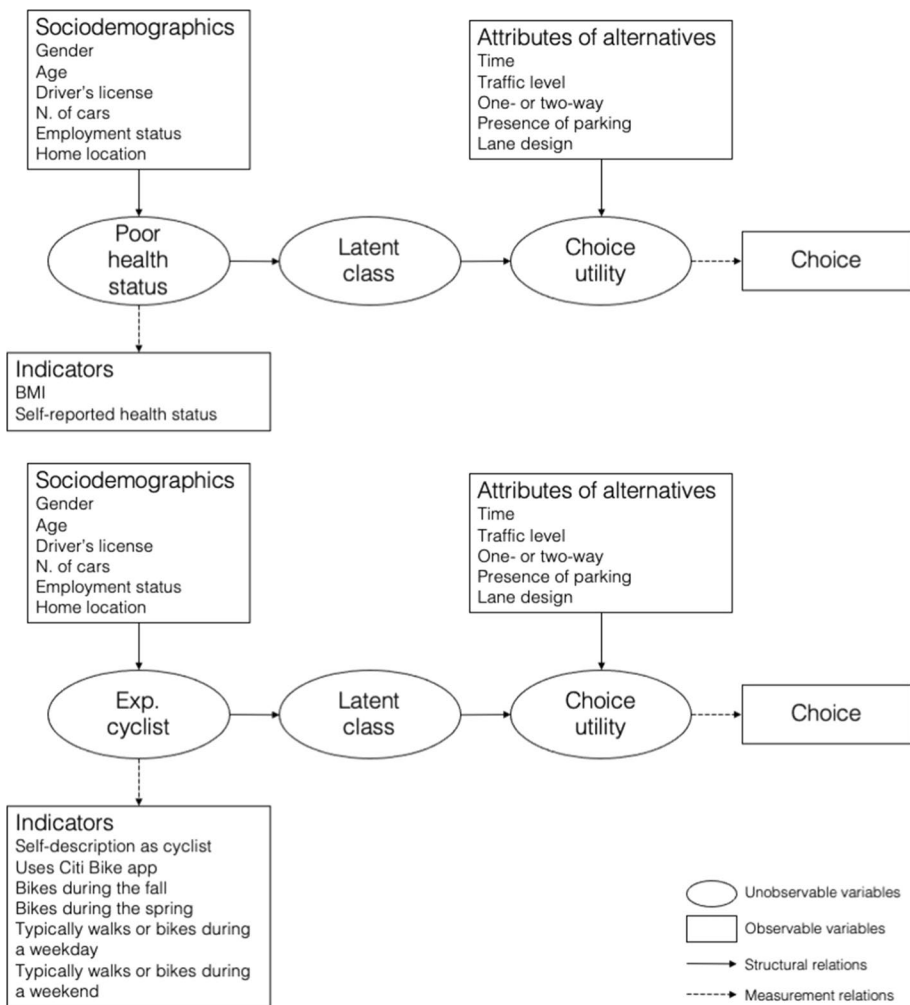 Sociodemographics
Gender
Age
Driver's license
N. of cars
Employment status
Home location
Attributes of alternatives
Time
Traffic level
One- or two-way
Presence of parking
Lane design
Poor
health
status
Latent
class
Choice
utility
Choice
Indicators
BMI
Self-reported health status
Sociodemographics
Gender
Age
Driver's license
N. of cars
Employment status
Home location
Attributes of alternatives
Time
Traffic level
One- or two-way
Presence of parking
Lane design
Exp.
cyclist
Latent
class
Choice
utility
Choice
Indicators
Self-description as cyclist
Uses Citi Bike app
Bikes during the fall
Bikes during the spring
Typically walks or bikes during
a weekday
Typically walks or bikes during
a weekend
Unobservable variables
Observable variables
Structural relations
Measurement relations